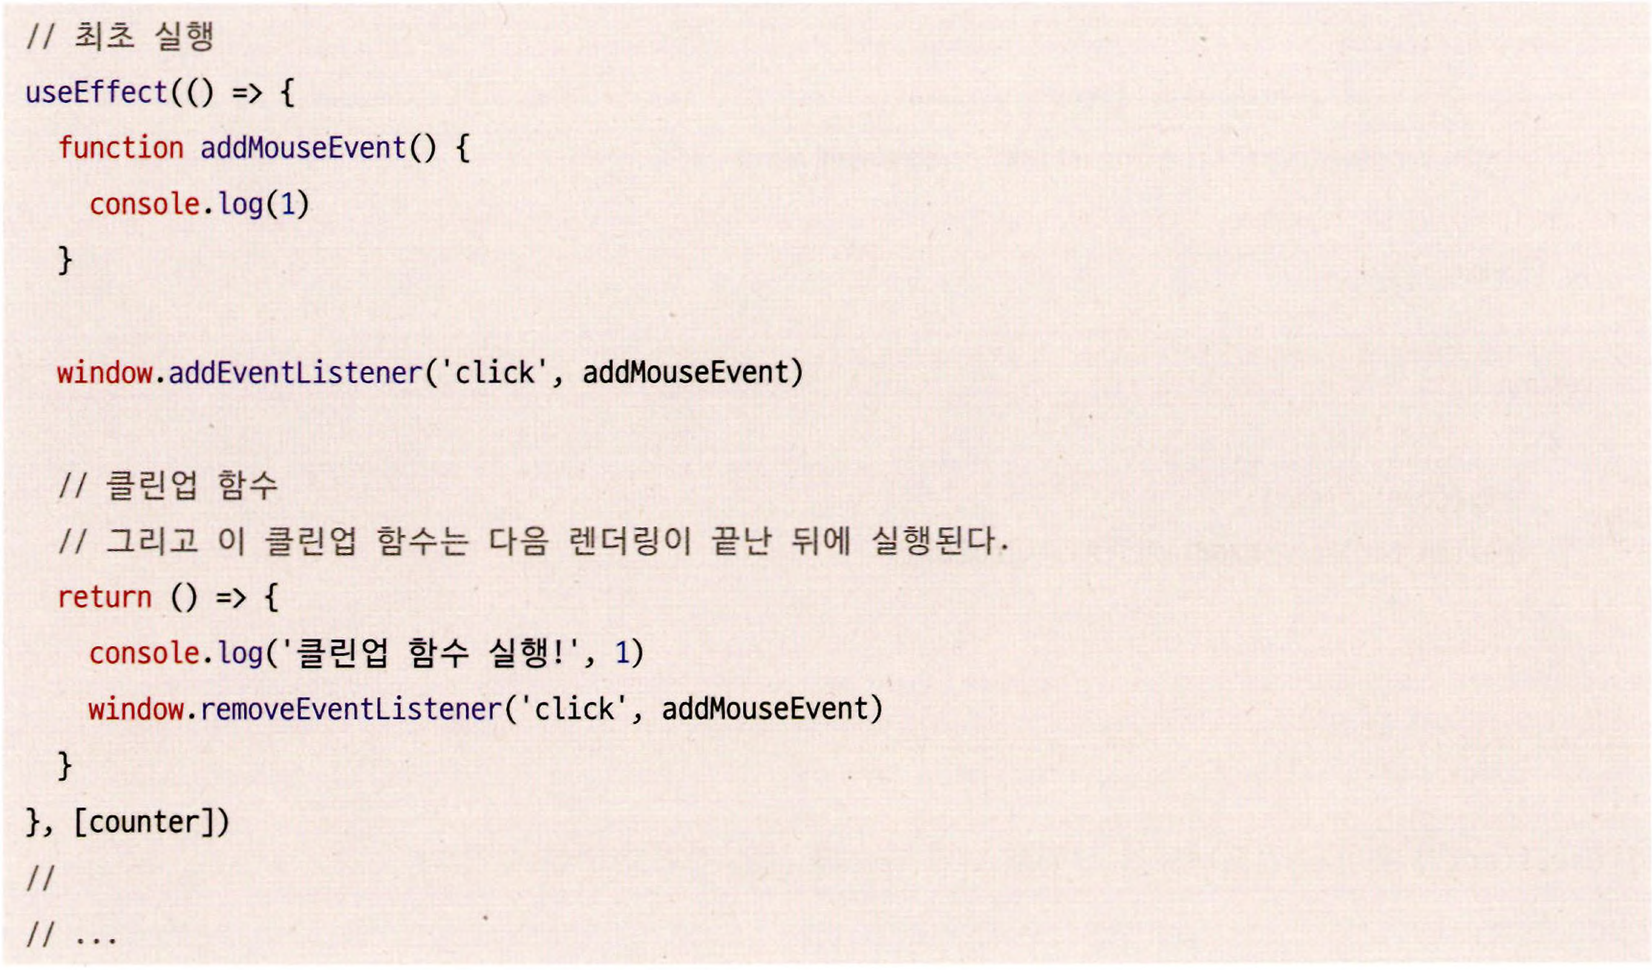 // 최초 실행
useEffect(() => {
  function addMouseEvent() {
    console.log(1)
  }

  window.addEventListener('click', addMouseEvent)

  // 클린업 함수
  // 그리고 이 클린업 함수는 다음 렌더링이 끝난 뒤에 실행된다.
  return () => {
    console.log('클린업 함수 실행!', 1)
    window.removeEventListener('click', addMouseEvent)
  }
}, [counter])
//
// ...